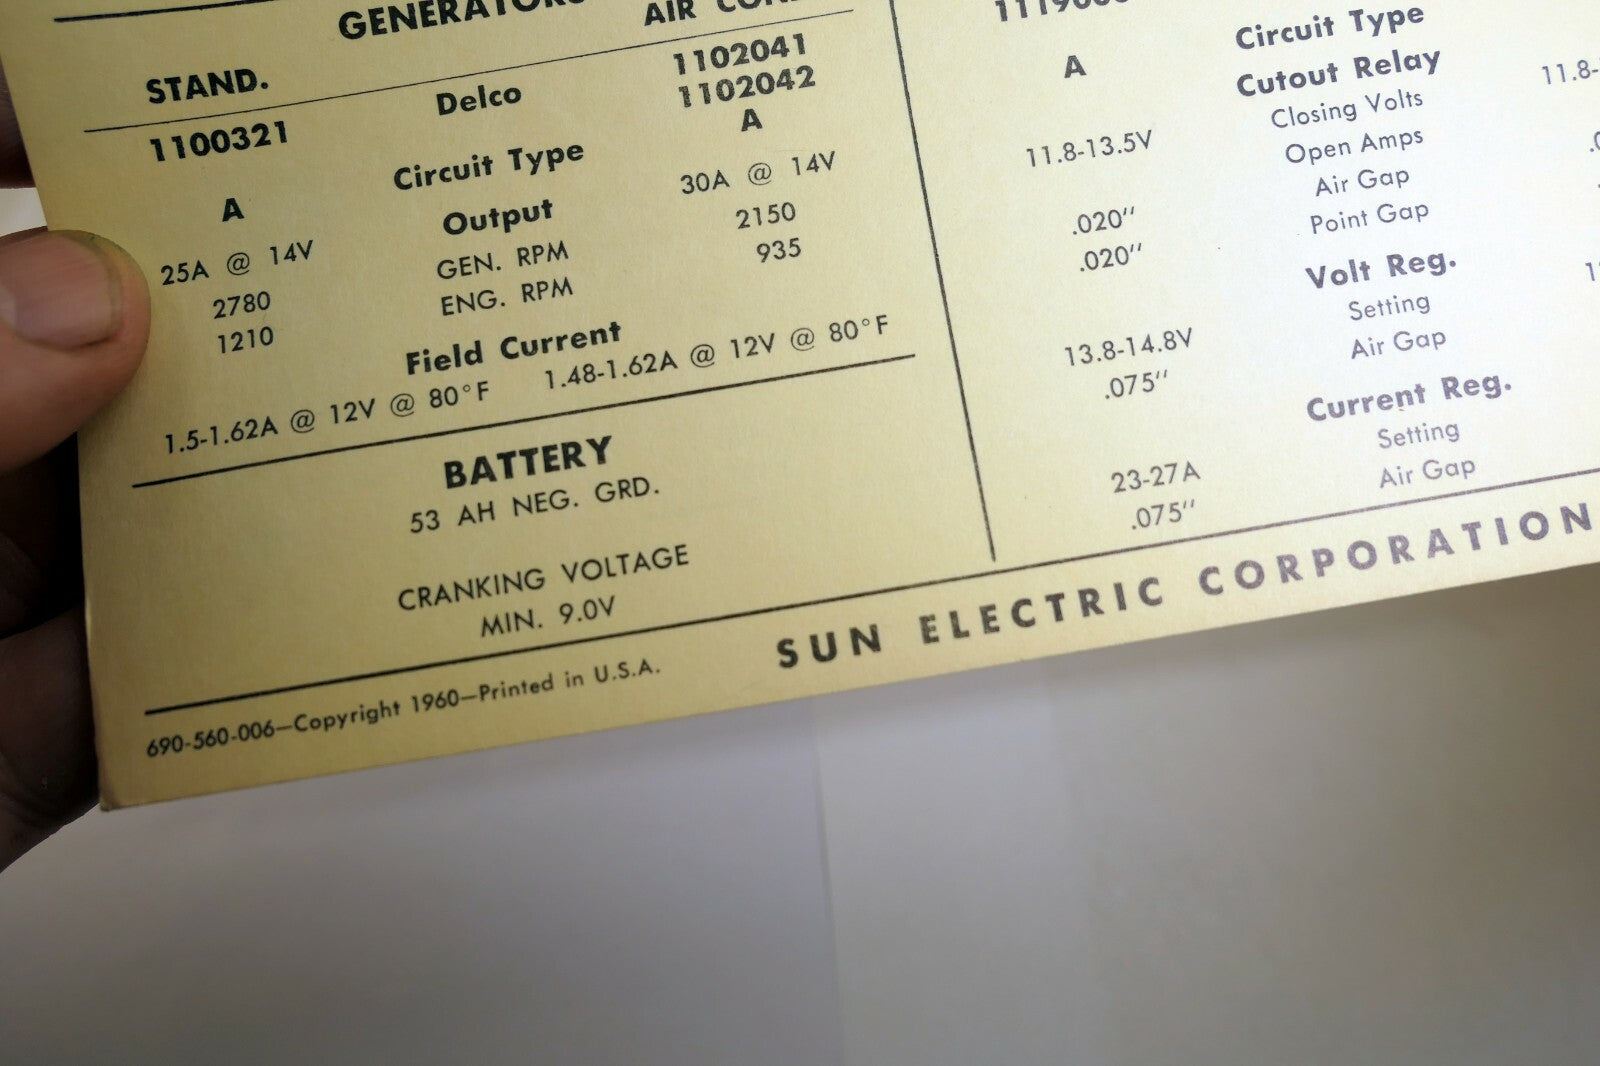 GENERATORS
STAND.
AIR
1100321
Delco
1102041
1102042
A
Circuit Type
A
Output
25A @ 14V
30A @ 14V
2780
GEN. RPM
2150
1210
ENG. RPM
935
Field Current
1.5-1.62A @ 12V @ 80°F
1.48-1.62A @ 12V @ 80°F
BATTERY
53 AH NEG. GRD.
CRANKING VOLTAGE
MIN. 9.0V
A
Circuit Type
Cutout Relay
11.8-13.5V
Closing Volts
11.8-
Open Amps
.020"
Air Gap
.020"
Point Gap
Volt Reg.
13.8-14.8V
Setting
.075"
Air Gap
Current Reg.
23-27A
Setting
.075"
Air Gap
690-560-006—Copyright 1960—Printed in U.S.A.
SUN ELECTRIC CORPORATION